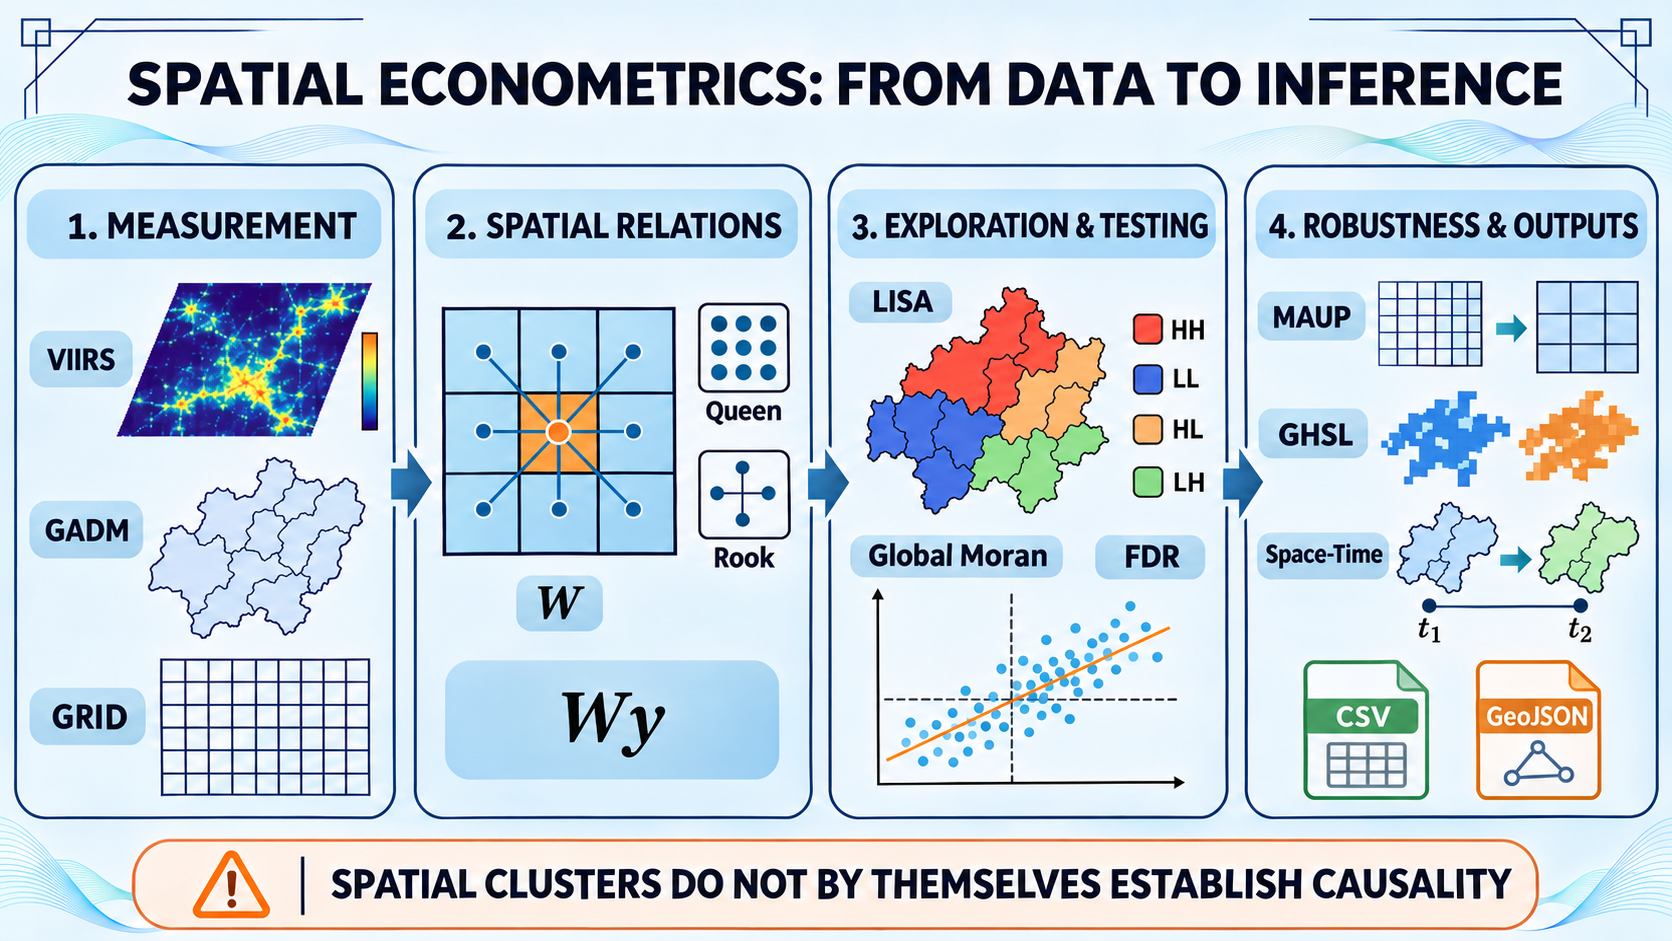 SPATIAL ECONOMETRICS: FROM DATA TO INFERENCE
1. MEASUREMENT
VIIRS
GADM
GRID
2. SPATIAL RELATIONS
Queen
Rook
W
Wy
3. EXPLORATION & TESTING
LISA
HH
LL
HL
LH
Global Moran
FDR
4. ROBUSTNESS & OUTPUTS
MAUP
GHSL
Space-Time
t₁
t₂
CSV
GeoJSON
SPATIAL CLUSTERS DO NOT BY THEMSELVES ESTABLISH CAUSALITY